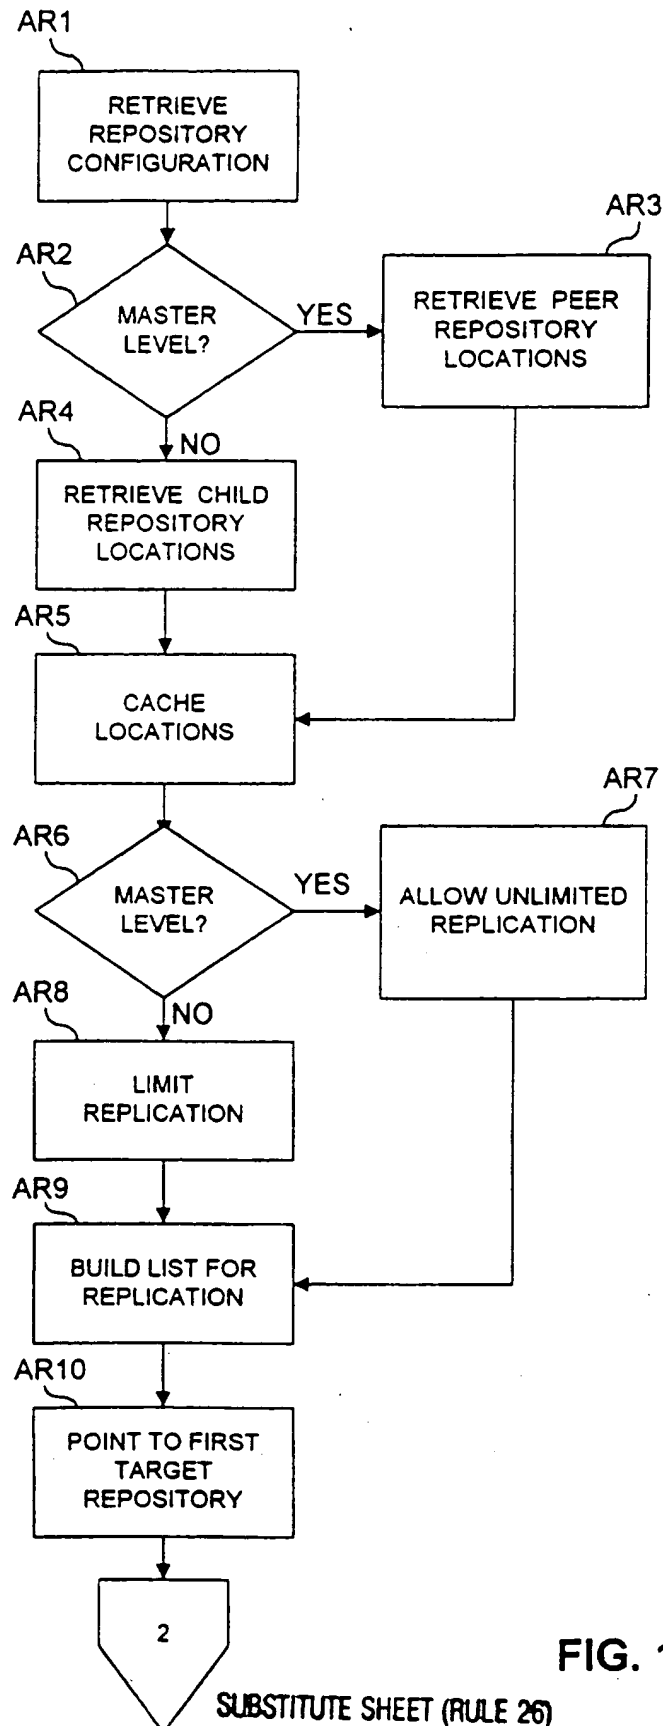 AR1
RETRIEVE
REPOSITORY
CONFIGURATION
AR2
MASTER
LEVEL?
YES
AR3
RETRIEVE PEER
REPOSITORY
LOCATIONS
NO
AR4
RETRIEVE CHILD
REPOSITORY
LOCATIONS
AR5
CACHE
LOCATIONS
AR6
MASTER
LEVEL?
YES
AR7
ALLOW UNLIMITED
REPLICATION
NO
AR8
LIMIT
REPLICATION
AR9
BUILD LIST FOR
REPLICATION
AR10
POINT TO FIRST
TARGET
REPOSITORY
2
FIG.
SUBSTITUTE SHEET (RULE 26)